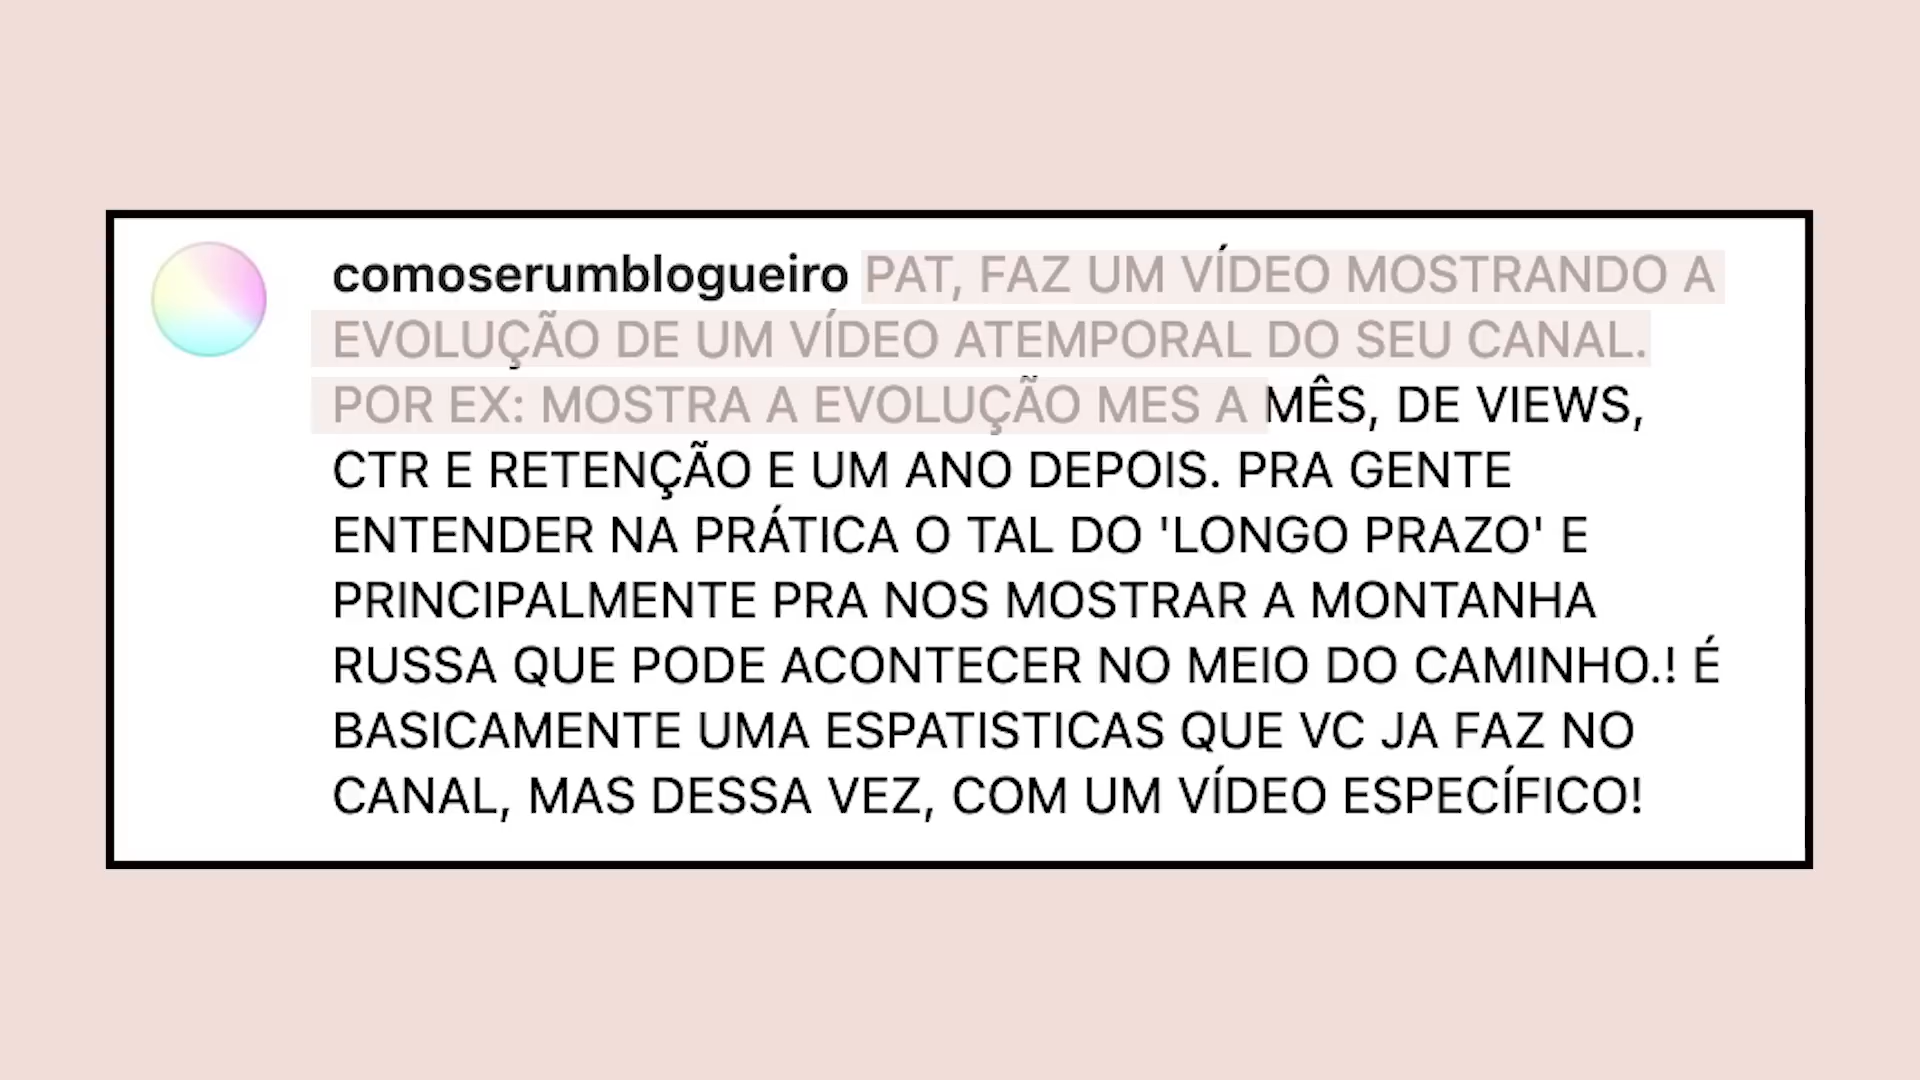 comoserumblogueiro PAT, FAZ UM VÍDEO MOSTRANDO A
EVOLUÇÃO DE UM VÍDEO ATEMPORAL DO SEU CANAL.
POR EX: MOSTRA A EVOLUÇÃO MES A MÊS, DE VIEWS,
CTR E RETENÇÃO E UM ANO DEPOIS. PRA GENTE
ENTENDER NA PRÁTICA O TAL DO 'LONGO PRAZO' E
PRINCIPALMENTE PRA NOS MOSTRAR A MONTANHA
RUSSA QUE PODE ACONTECER NO MEIO DO CAMINHO.! É
BASICAMENTE UMA ESPATISTICAS QUE VC JA FAZ NO
CANAL, MAS DESSA VEZ, COM UM VÍDEO ESPECÍFICO!